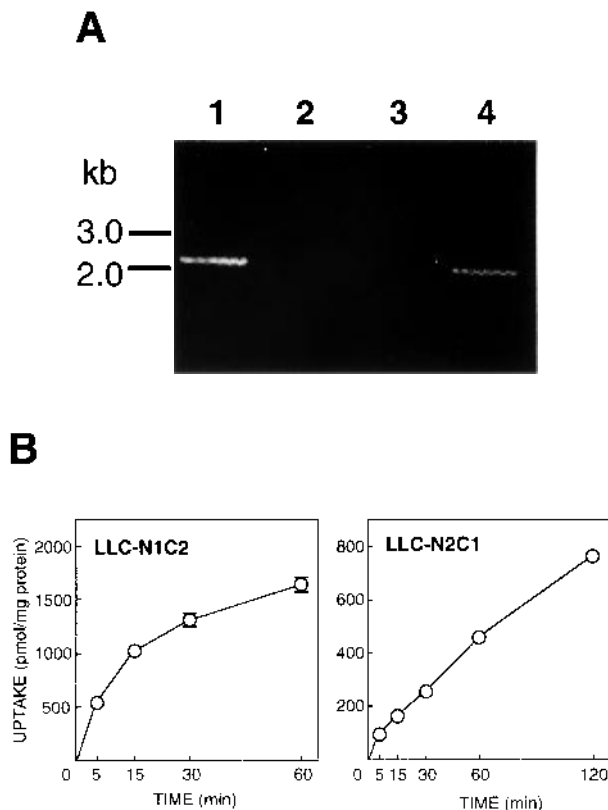 A
1 2 3 4
kb
3.0
2.0
B
UPTAKE (pmol/mg protein)
2000
1500
1000
500
0
LLC-N1C2
5 15 30 60
TIME (min)
800
600
400
200
0
LLC-N2C1
5 15 30 60 120
TIME (min)